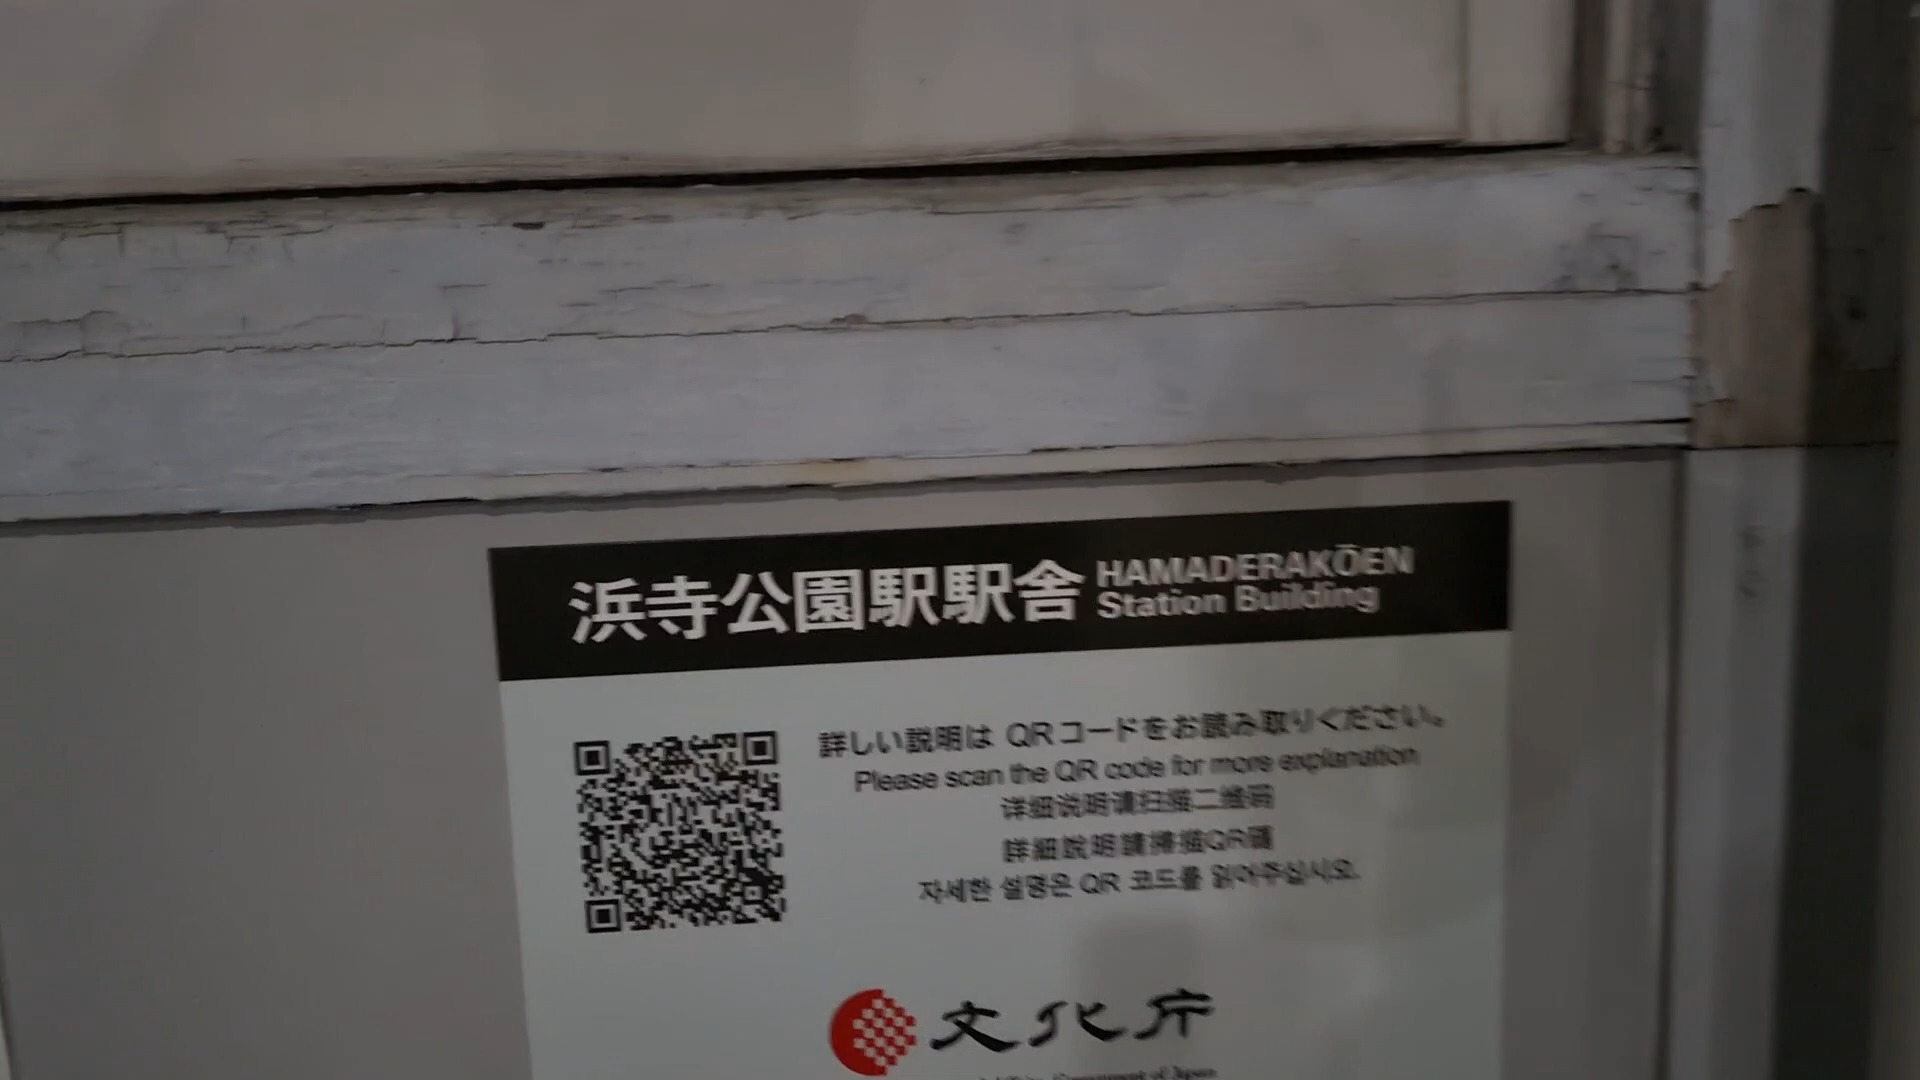 浜寺公園駅駅舎
HAMADERAKŌEN
Station Building
詳しい説明は QRコードをお読み取りください。
Please scan the QR code for more explanation
详细说明请扫描二维码
詳細說明請掃描QR碼
자세한 설명은 QR 코드를 읽어주십시오.
文化庁
Government of Japan